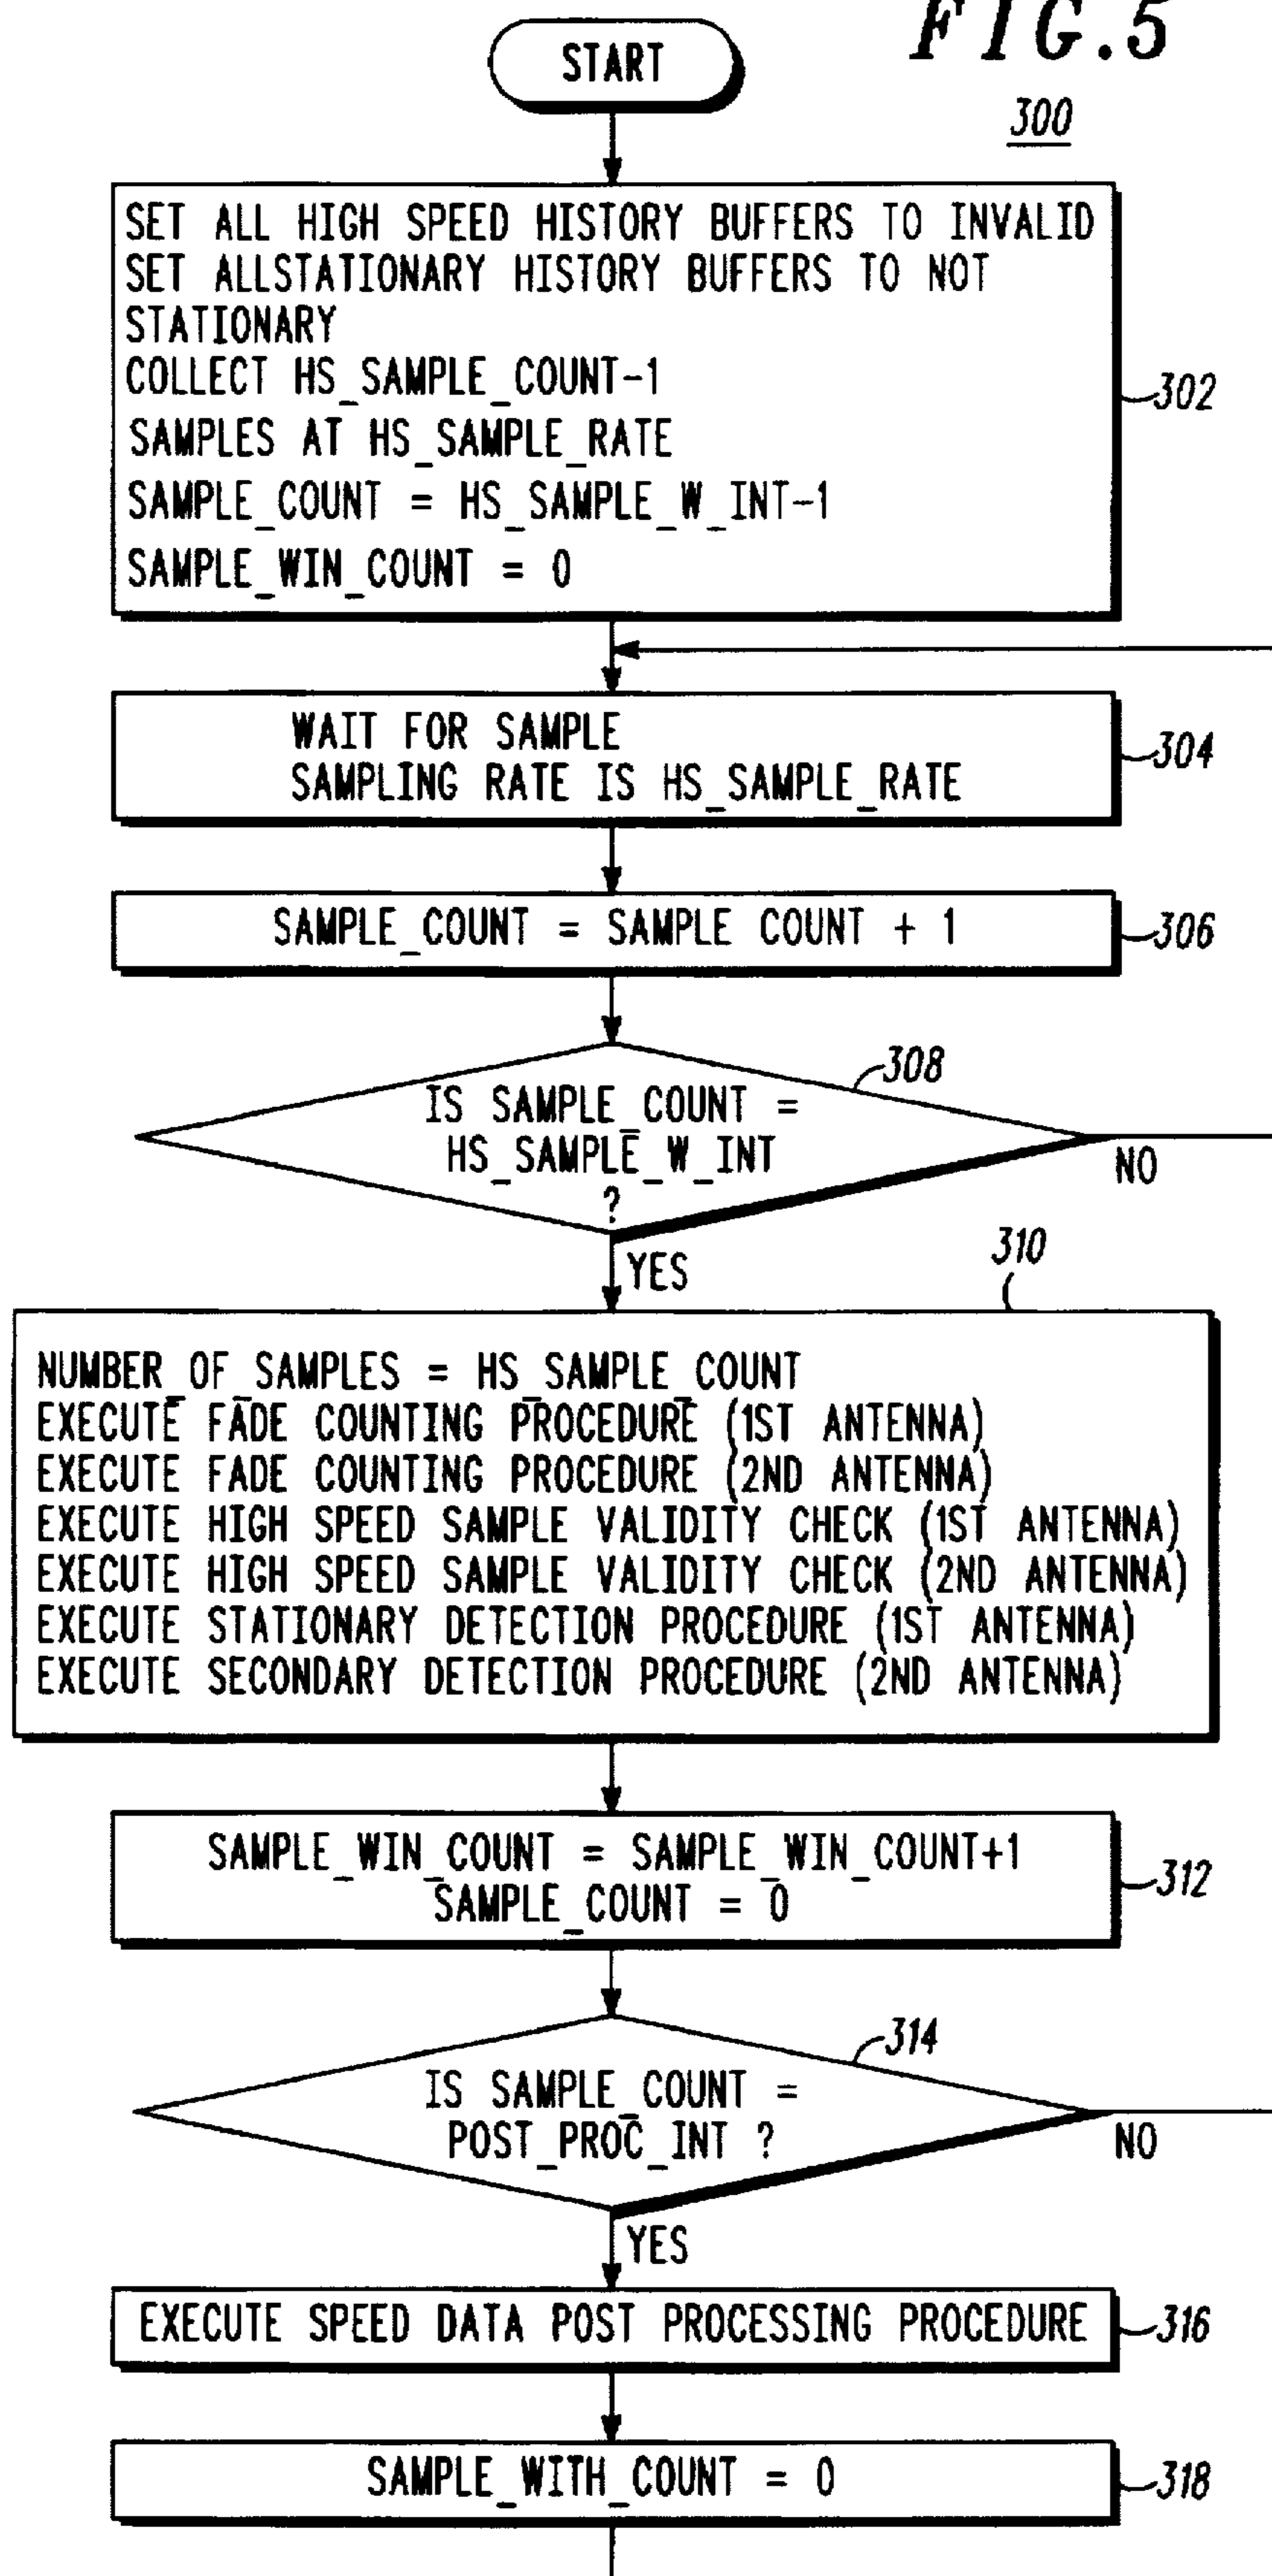 FIG.5
START
300
SET ALL HIGH SPEED HISTORY BUFFERS TO INVALID
SET ALLSTATIONARY HISTORY BUFFERS TO NOT
STATIONARY
COLLECT HS_SAMPLE_COUNT-1
SAMPLES AT HS_SAMPLE_RATE
SAMPLE_COUNT = HS_SAMPLE_W_INT-1
SAMPLE_WIN_COUNT = 0
302
WAIT FOR SAMPLE
SAMPLING RATE IS HS_SAMPLE_RATE
304
SAMPLE_COUNT = SAMPLE COUNT + 1
306
308
IS SAMPLE_COUNT =
HS_SAMPLE_W_INT
?
NO
YES
310
NUMBER_OF_SAMPLES = HS_SAMPLE_COUNT
EXECUTE FADE COUNTING PROCEDURE (1ST ANTENNA)
EXECUTE FADE COUNTING PROCEDURE (2ND ANTENNA)
EXECUTE HIGH SPEED SAMPLE VALIDITY CHECK (1ST ANTENNA)
EXECUTE HIGH SPEED SAMPLE VALIDITY CHECK (2ND ANTENNA)
EXECUTE STATIONARY DETECTION PROCEDURE (1ST ANTENNA)
EXECUTE SECONDARY DETECTION PROCEDURE (2ND ANTENNA)
SAMPLE_WIN_COUNT = SAMPLE_WIN_COUNT+1
SAMPLE_COUNT = 0
312
314
IS SAMPLE_COUNT =
POST_PROC_INT ?
NO
YES
EXECUTE SPEED DATA POST PROCESSING PROCEDURE
316
SAMPLE_WITH_COUNT = 0
318